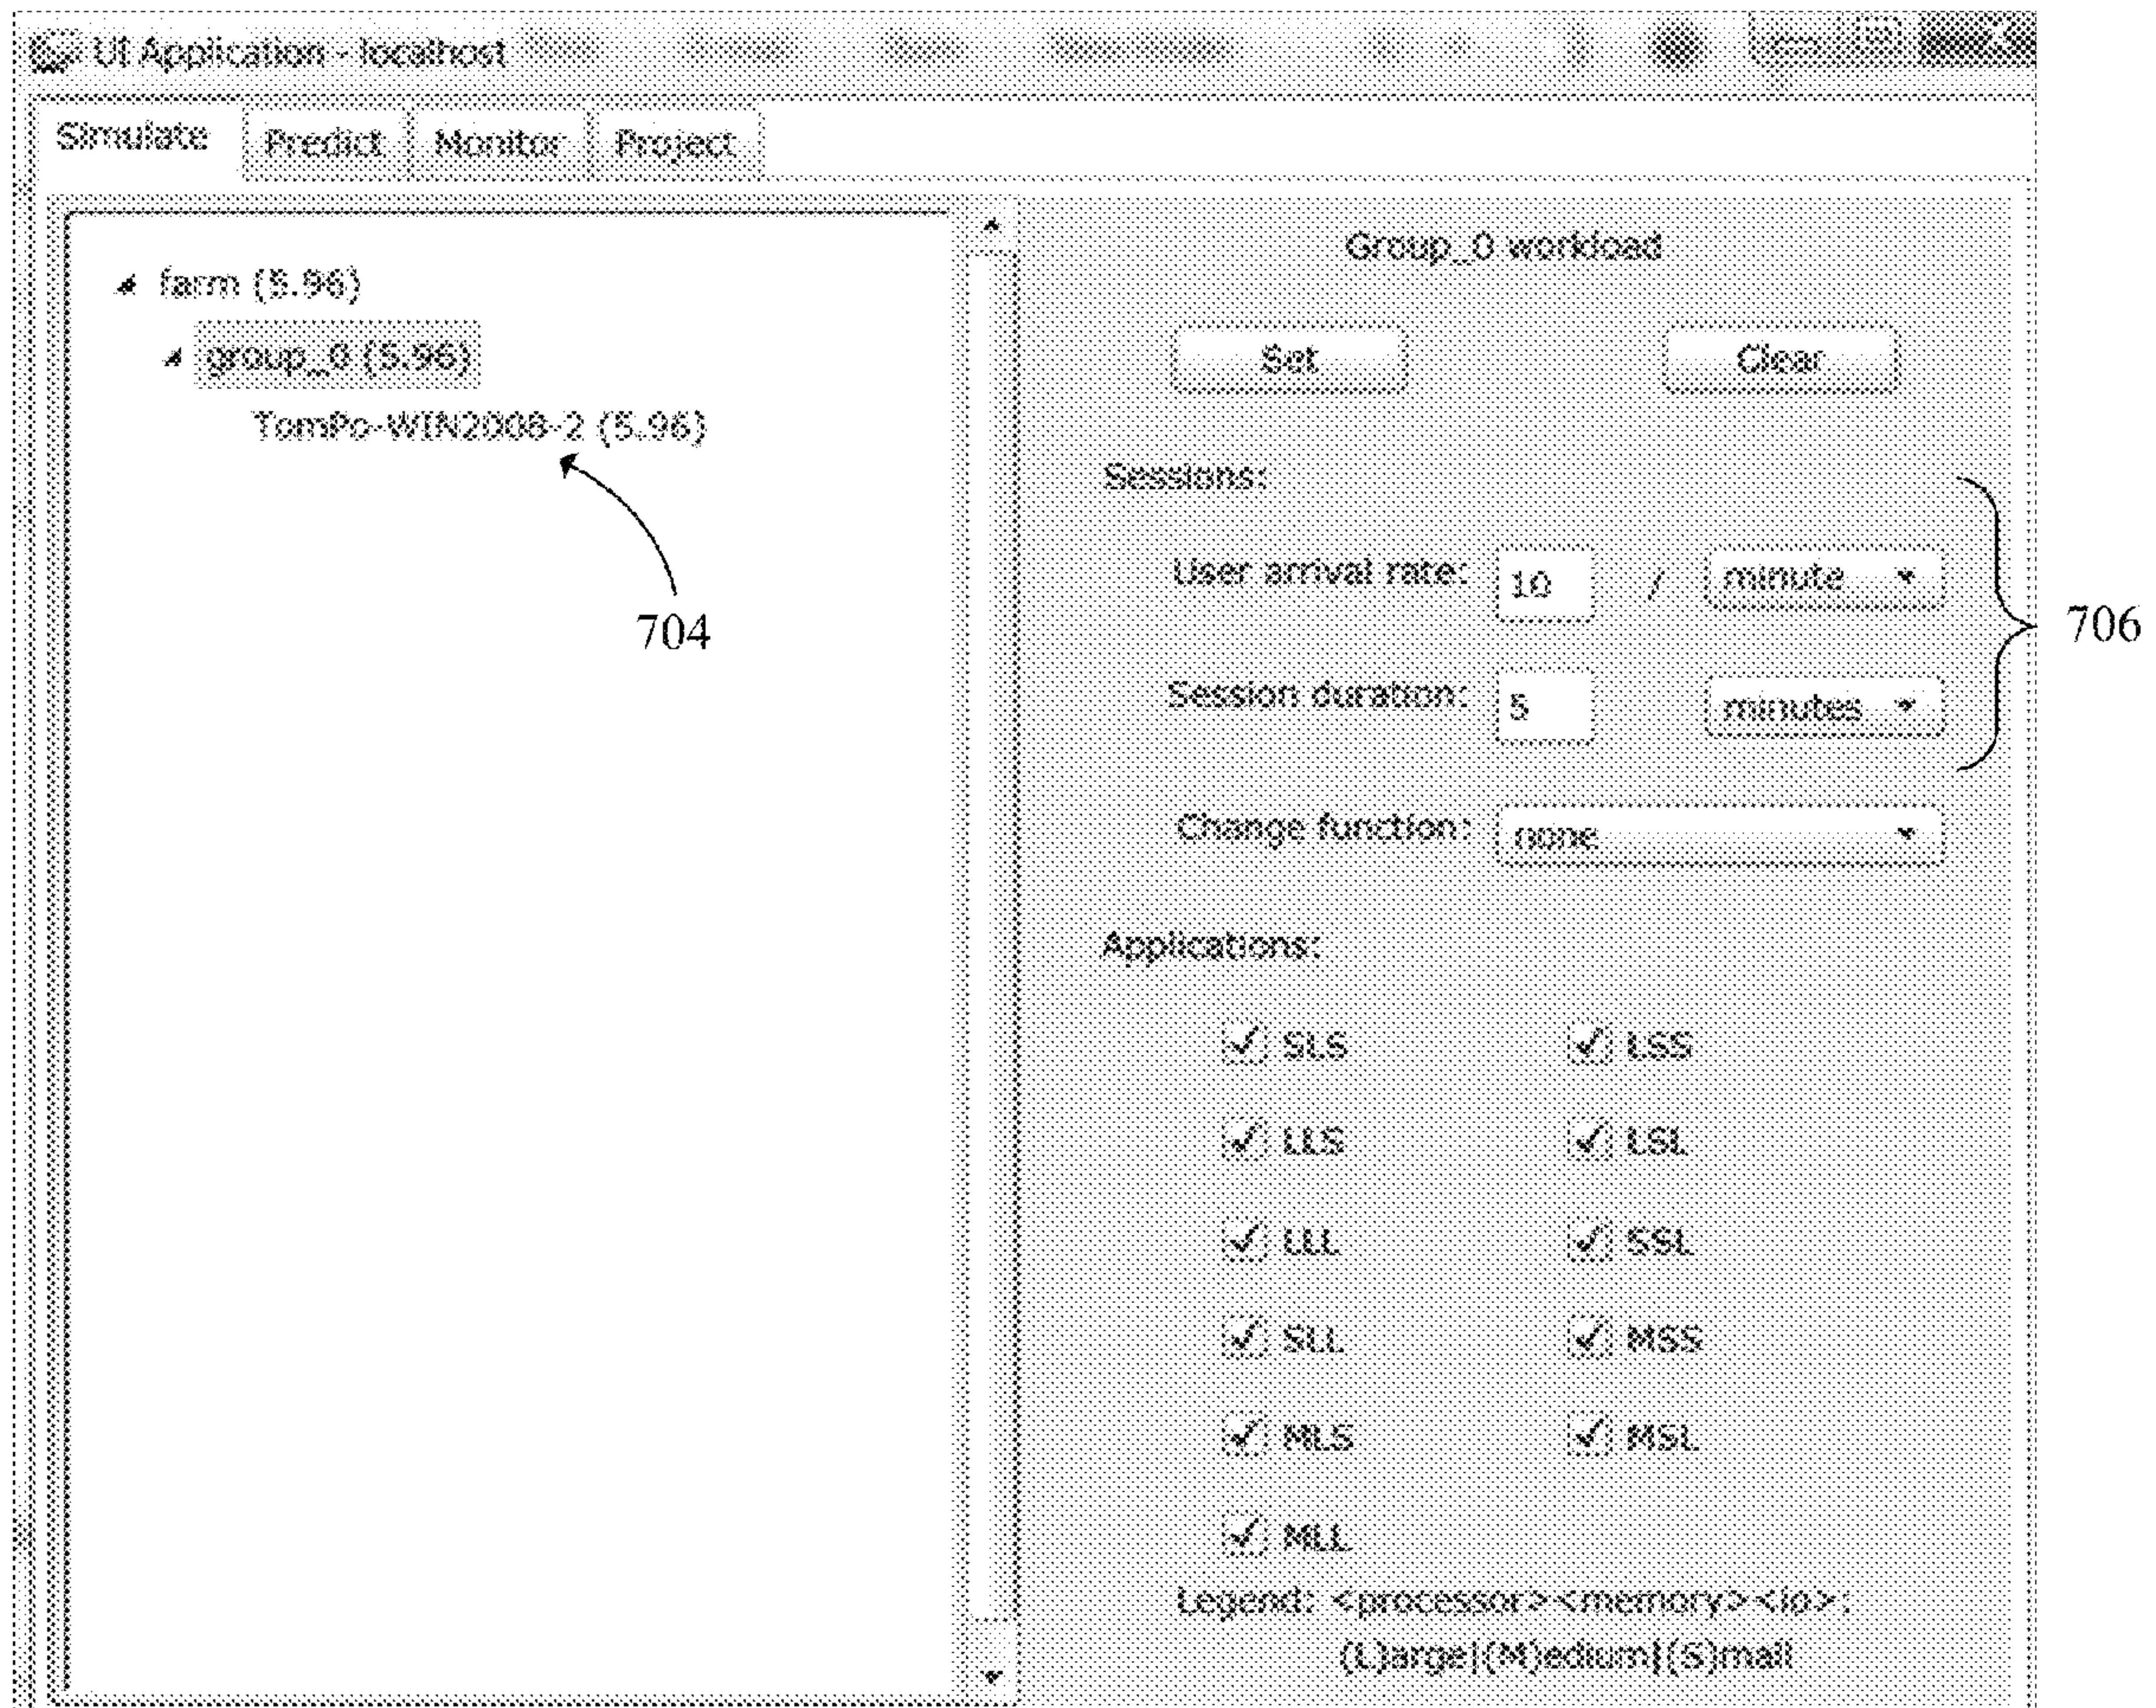 UI Application - localhost
Simulate Predict Monitor Project
farm (5.96)
group_0 (5.96)
TomPo-WIN2008-2 (5.96)
704
Group_0 workload
Set Clear
Sessions:
User arrival rate: 10 / minute
Session duration: 5 minutes
706
Change function: none
Applications:
SLS LSS
LLS LSL
LLL SSL
SLL MSS
MLS MSL
MLL
Legend: <processor><memory><io>:
(L)arge|(M)edium|(S)mall